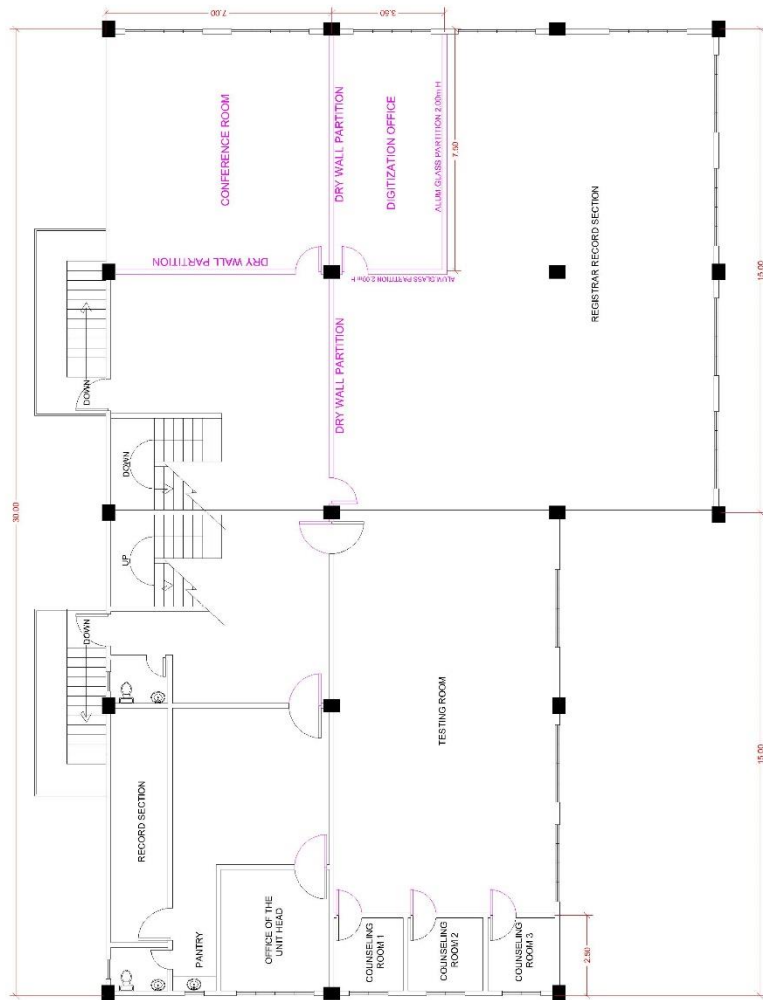 7.00
3.50
CONFERENCE ROOM
DRY WALL PARTITION
DIGITIZATION OFFICE
ALUM GLASS PARTITION 2.00m H
7.50
DRY WALL PARTITION
ALUM GLASS PARTITION 2.00m H
REGISTRAR RECORD SECTION
15.00
DRY WALL PARTITION
DOWN
DOWN
30.00
UP
DOWN
TESTING ROOM
15.00
RECORD SECTION
PANTRY
OFFICE OF THE
UNIT HEAD
COUNSELING
ROOM 1
COUNSELING
ROOM 2
COUNSELING
ROOM 3
2.50